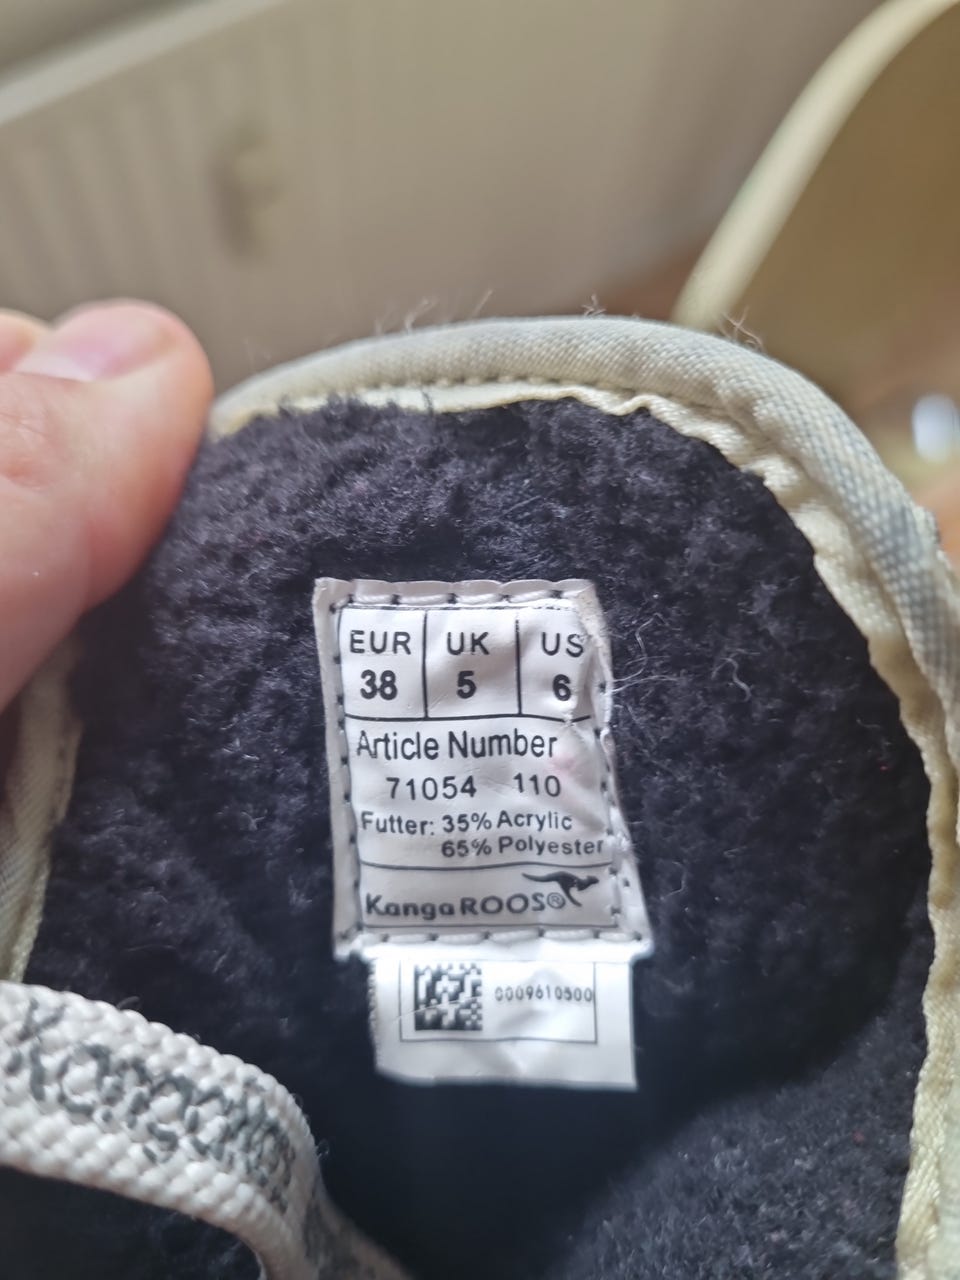 EUR UK US
38 5 6
Article Number
71054 110
Futter: 35% Acrylic
65% Polyester
KangaROOS®
0009610500